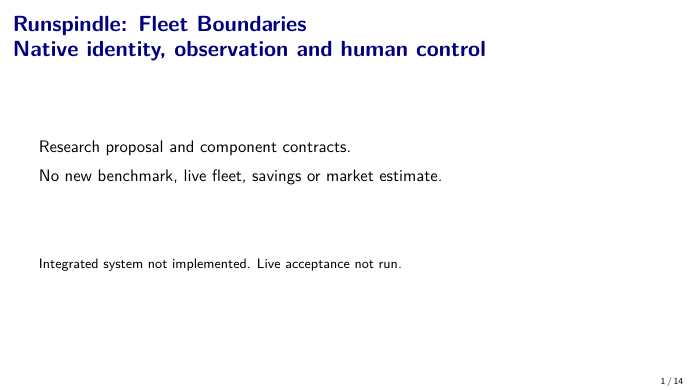 Runspindle: Fleet Boundaries
Native identity, observation and human control
Research proposal and component contracts.
No new benchmark, live fleet, savings or market estimate.
Integrated system not implemented. Live acceptance not run.
1 / 14